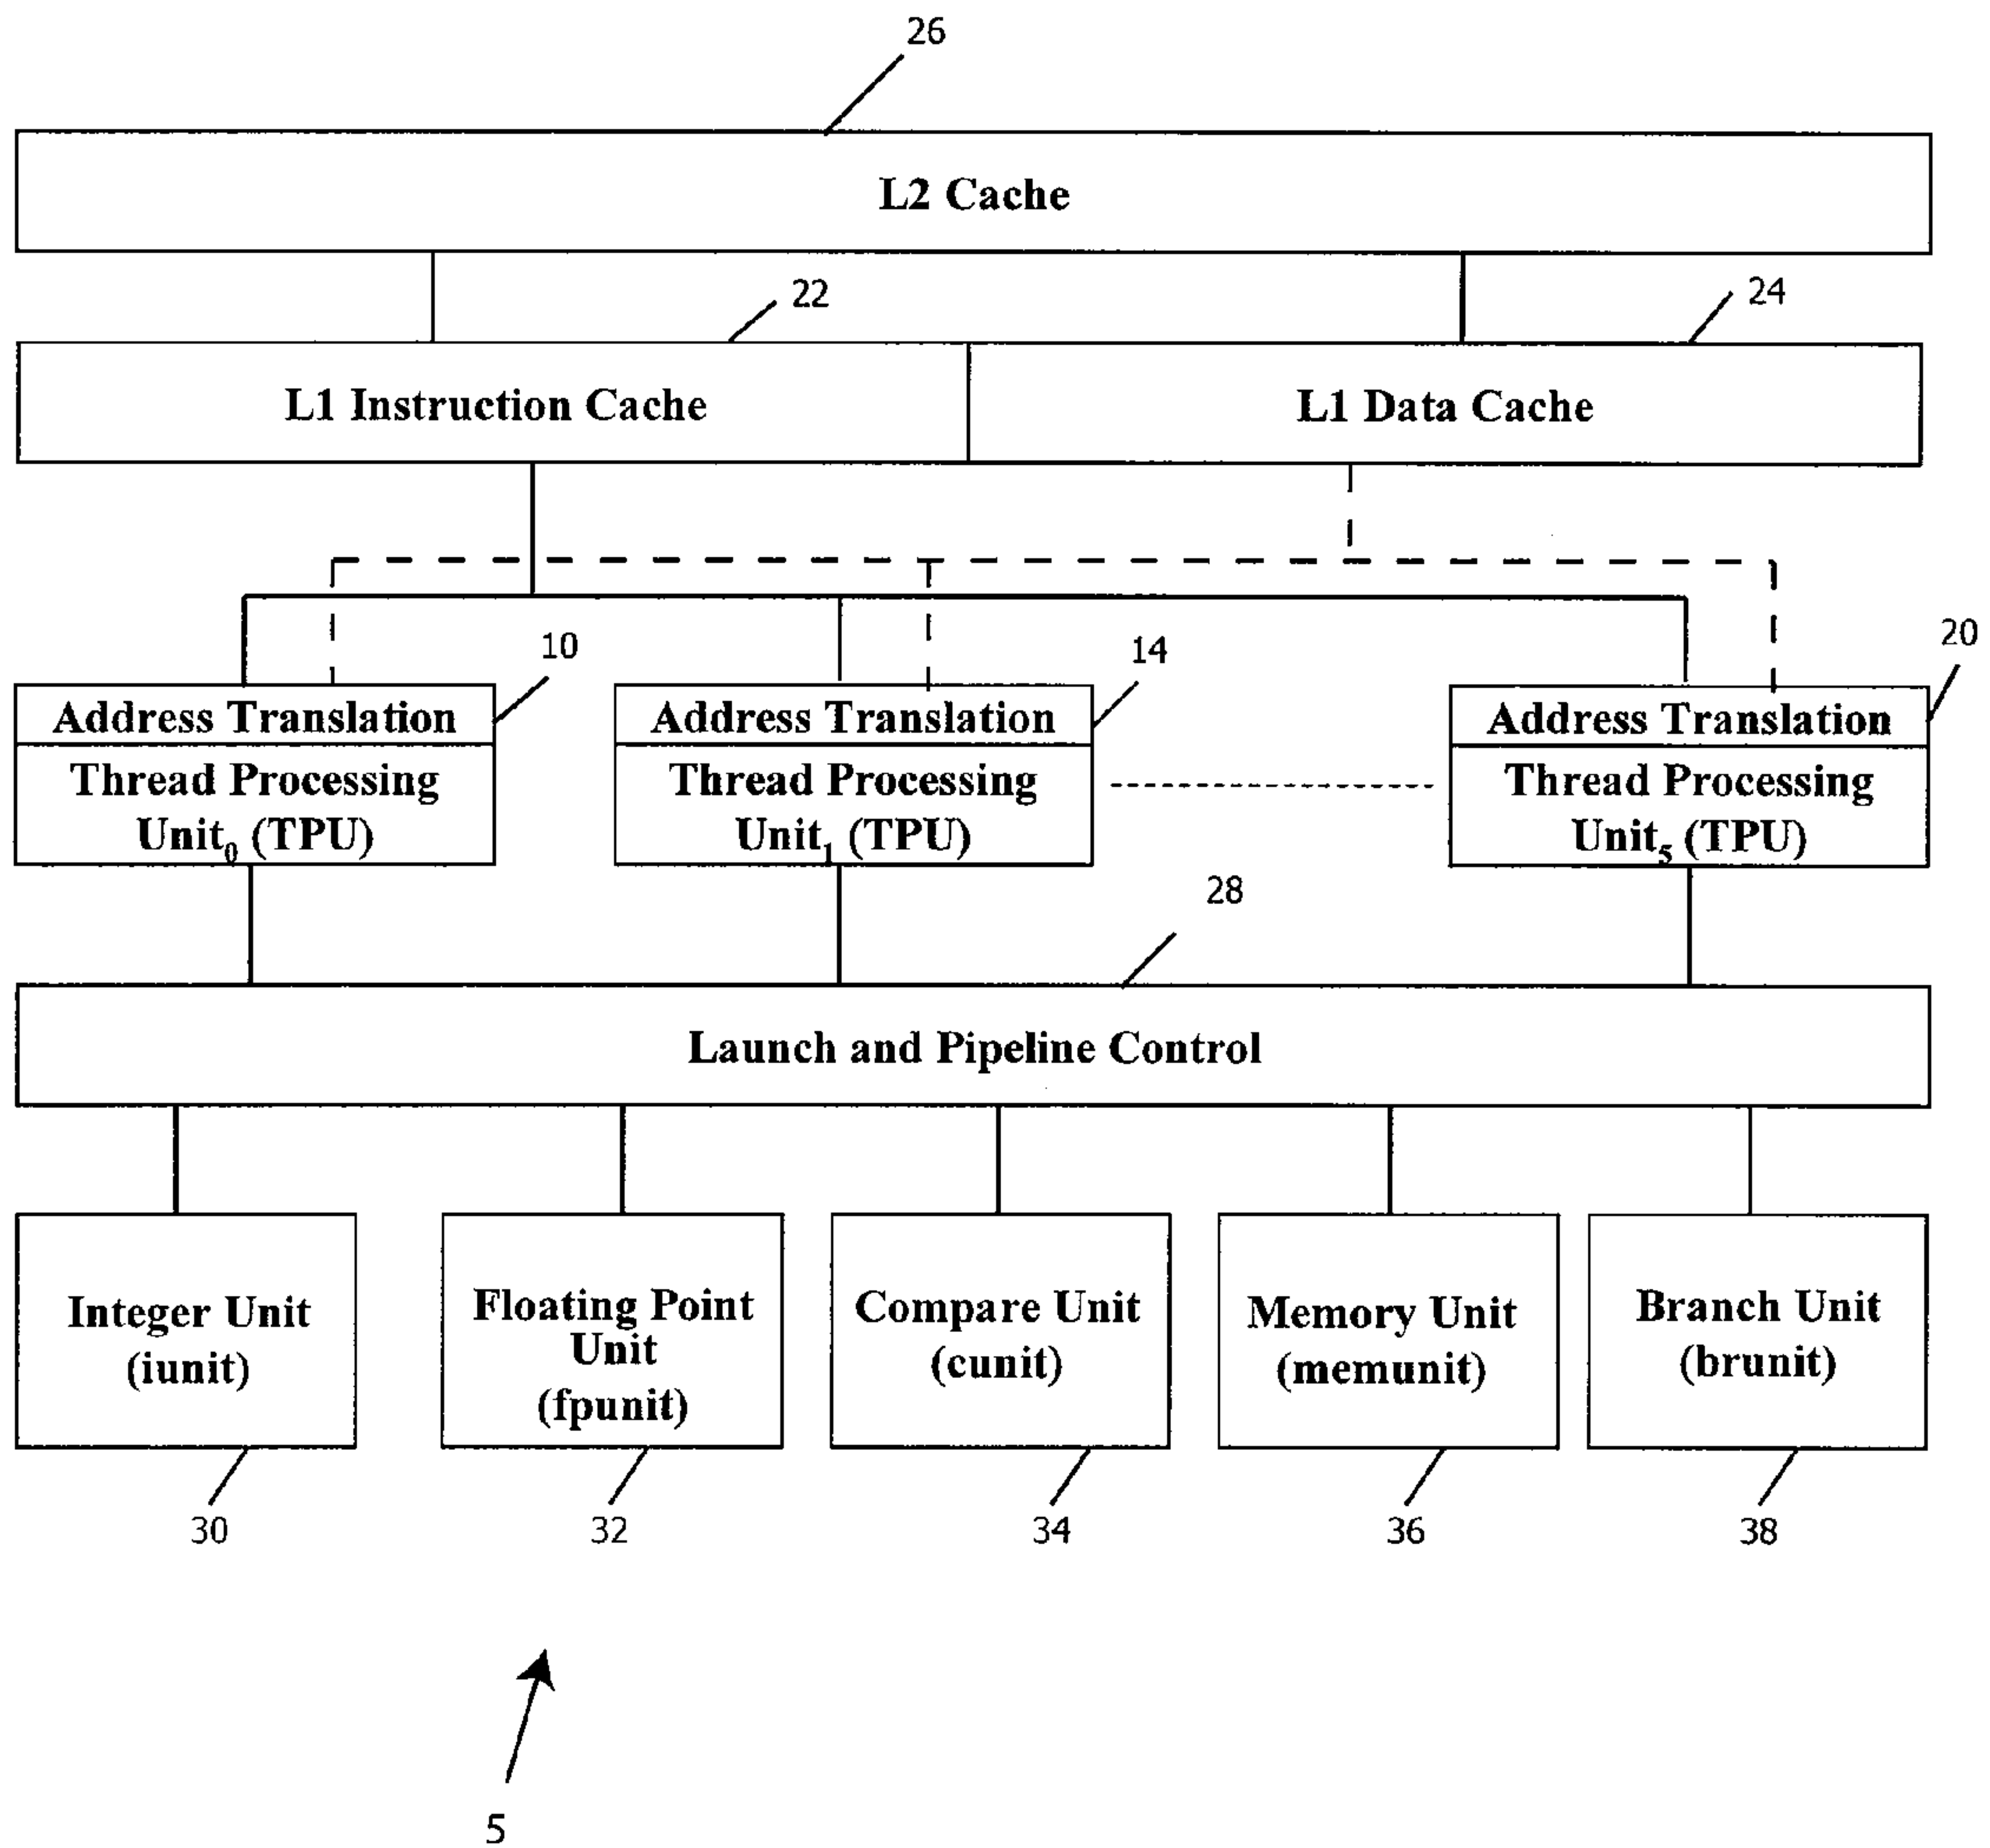 26
L2 Cache
22
24
L1 Instruction Cache
L1 Data Cache
10
14
20
Address Translation
Thread Processing
Unit0 (TPU)
Address Translation
Thread Processing
Unit1 (TPU)
Address Translation
Thread Processing
Unit5 (TPU)
28
Launch and Pipeline Control
Integer Unit
(iunit)
Floating Point
Unit
(fpunit)
Compare Unit
(cunit)
Memory Unit
(memunit)
Branch Unit
(brunit)
30
32
34
36
38
5